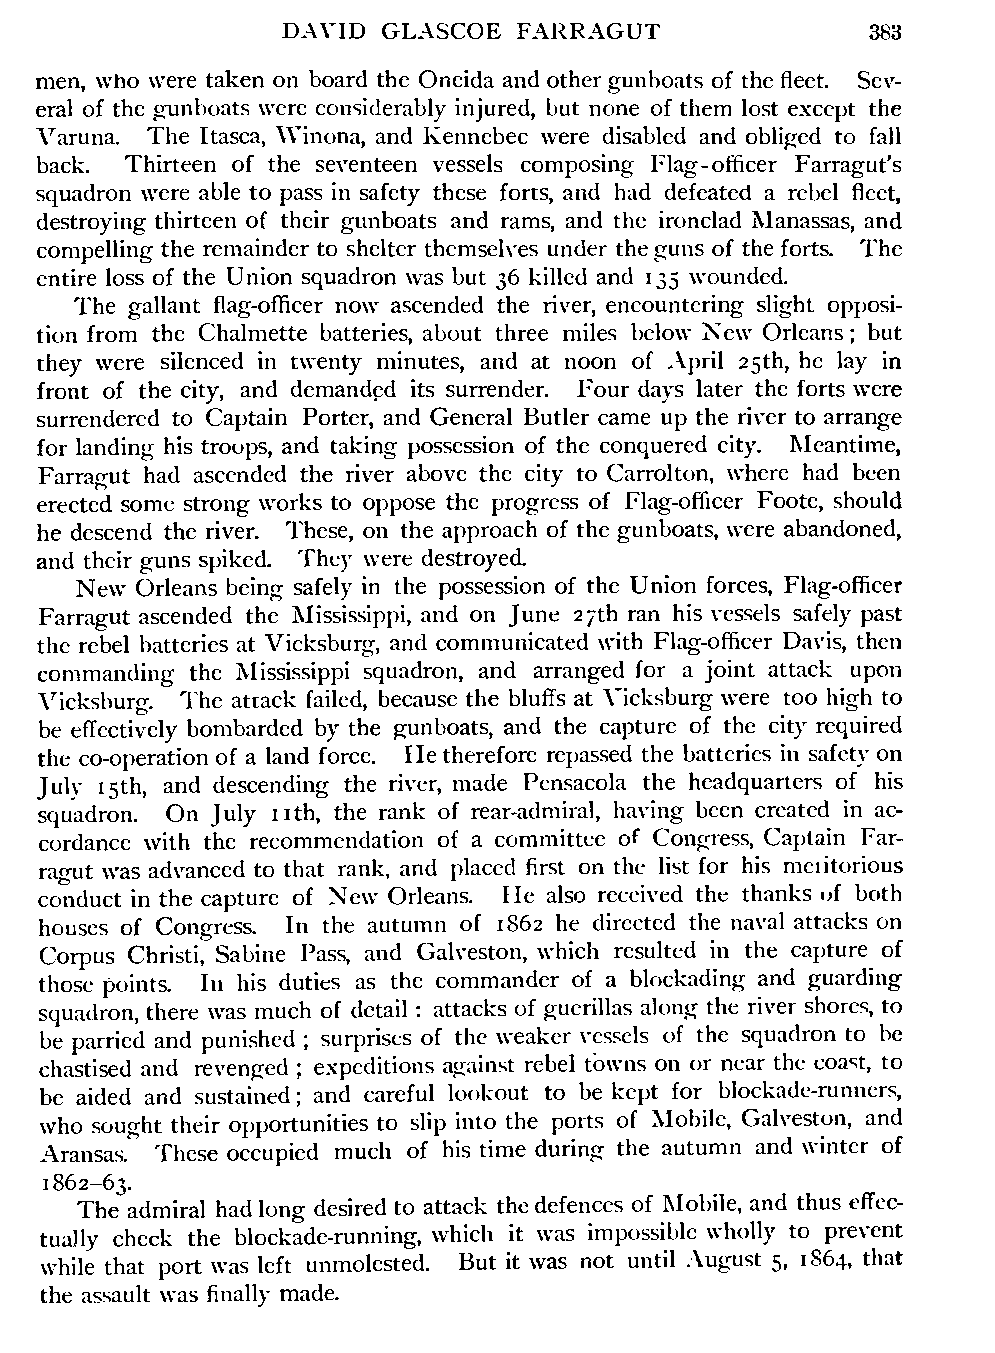 DAVID GLASCOE FARRAGUT 383
men, who were taken on board the Oneida and other gunboats of the fleet. Sev-
eral of the gunboats were considerably injured, but none of them lost except the
Varuna. The Itasca, Winona, and Kennebec were disabled and obliged to fall
back. Thirteen of the seventeen vessels composing Flag-officer Farragut's
squadron were able to pass in safety these forts, and had defeated a rebel fleet,
destroying thirteen of their gunboats and rams, and the ironclad Manassas, and
compelling the remainder to shelter themselves under the guns of the forts. The
entire loss of the Union squadron was but 36 killed and 135 wounded.
The gallant flag-officer now ascended the river, encountering slight opposi-
tion from the Chalmette batteries, about three miles below New Orleans; but
they were silenced in twenty minutes, and at noon of April 25th, he lay in
front of the city, and demanded its surrender. Four days later the forts were
surrendered to Captain Porter, and General Butler came up the river to arrange
for landing his troops, and taking possession of the conquered city. Meantime,
Farragut had ascended the river above the city to Carrolton, where had been
erected some strong works to oppose the progress of Flag-officer Foote, should
he descend the river. These, on the approach of the gunboats, were abandoned,
and their guns spiked. They were destroyed.
New Orleans being safely in the possession of the Union forces, Flag-officer
Farragut ascended the Mississippi, and on June 27th ran his vessels safely past
the rebel batteries at Vicksburg, and communicated with Flag-officer Davis, then
commanding the Mississippi squadron, and arranged for a joint attack upon
Vicksburg. The attack failed, because the bluffs at Vicksburg were too high to
be effectively bombarded by the gunboats, and the capture of the city required
the co-operation of a land force. He therefore repassed the batteries in safety on
July 15th, and descending the river, made Pensacola the headquarters of his
squadron. On July 11th, the rank of rear-admiral, having been created in ac-
cordance with the recommendation of a committee of Congress, Captain Far-
ragut was advanced to that rank, and placed first on the list for his meritorious
conduct in the capture of New Orleans. He also received the thanks of both
houses of Congress. In the autumn of 1862 he directed the naval attacks on
Corpus Christi, Sabine Pass, and Galveston, which resulted in the capture of
those points. In his duties as the commander of a blockading and guarding
squadron, there was much of detail: attacks of guerillas along the river shores, to
be parried and punished; surprises of the weaker vessels of the squadron to be
chastised and revenged; expeditions against rebel towns on or near the coast, to
be aided and sustained; and careful lookout to be kept for blockade-runners,
who sought their opportunities to slip into the ports of Mobile, Galveston, and
Aransas. These occupied much of his time during the autumn and winter of
1862-63.
The admiral had long desired to attack the defences of Mobile, and thus effec-
tually check the blockade-running, which it was impossible wholly to prevent
while that port was left unmolested. But it was not until August 5, 1864, that
the assault was finally made.